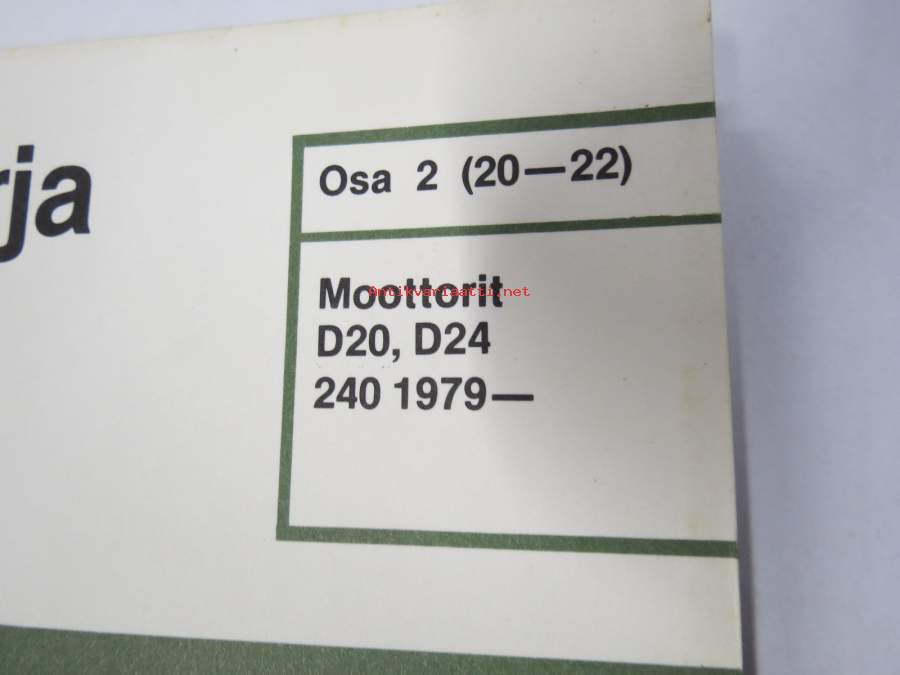 rja
Osa 2 (20—22)
Moottorit
Antikvariaatti.net
D20, D24
240 1979—